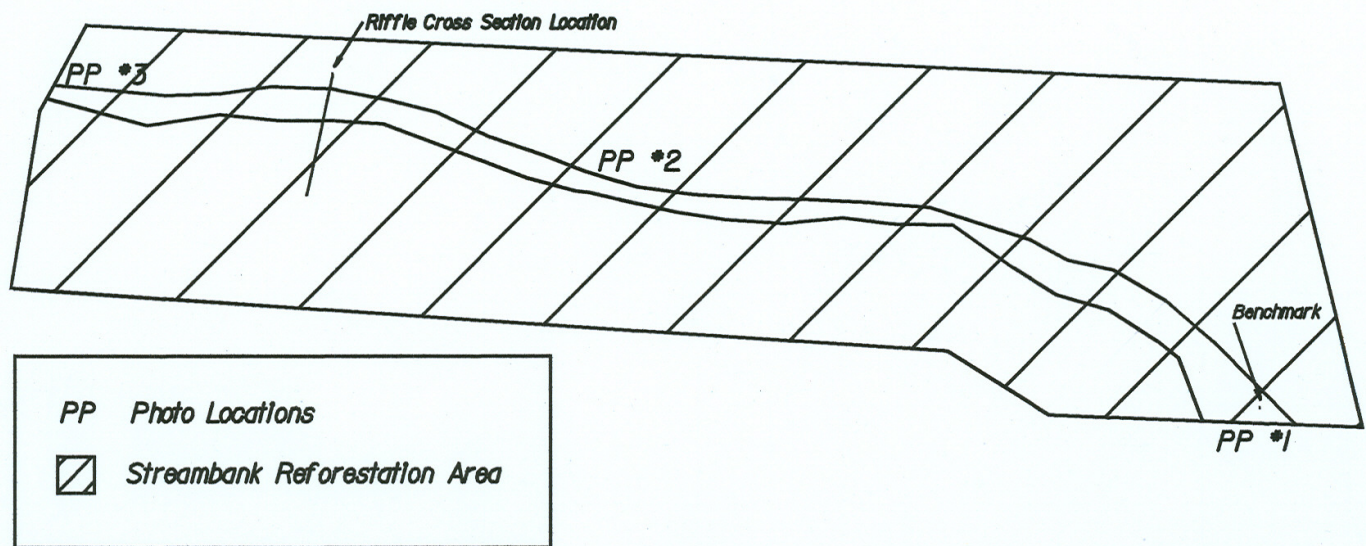 Riffle Cross Section Location
PP #3
PP #2
Benchmark
PP #1
PP Photo Locations
Streambank Reforestation Area